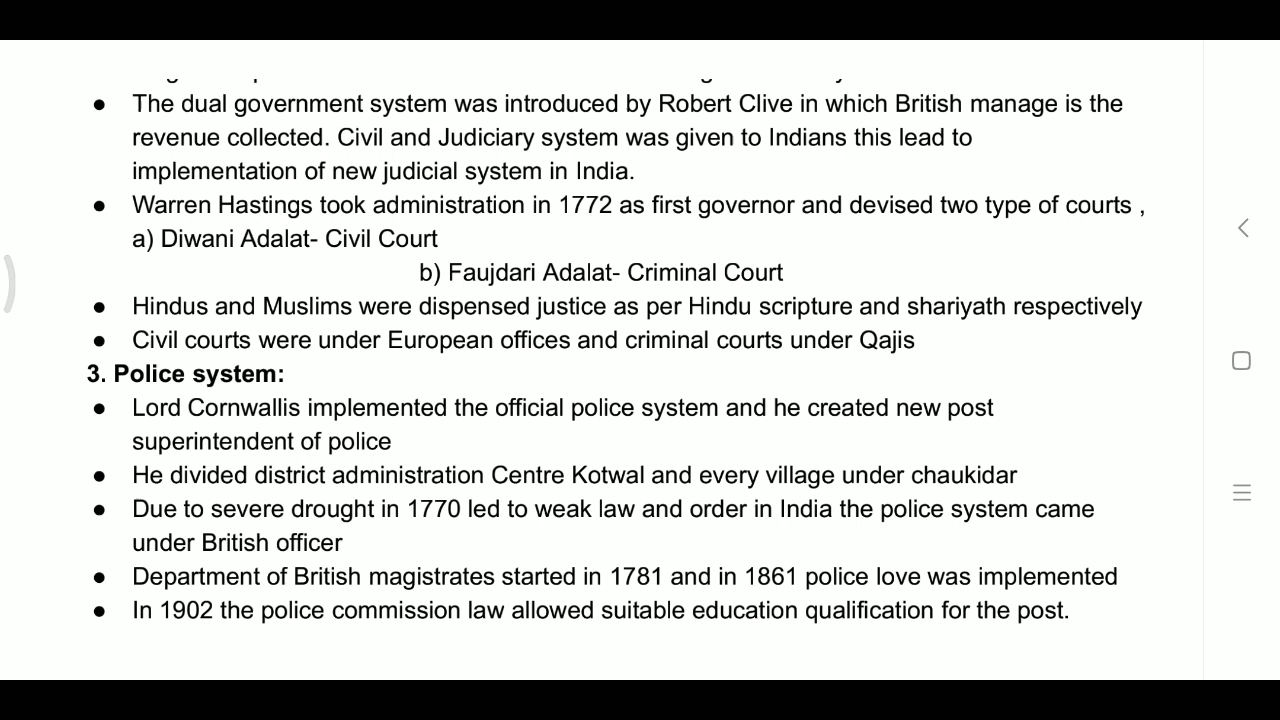 ● The dual government system was introduced by Robert Clive in which British manage is the
revenue collected. Civil and Judiciary system was given to Indians this lead to
implementation of new judicial system in India.
● Warren Hastings took administration in 1772 as first governor and devised two type of courts ,
a) Diwani Adalat- Civil Court
b) Faujdari Adalat- Criminal Court
● Hindus and Muslims were dispensed justice as per Hindu scripture and shariyath respectively
● Civil courts were under European offices and criminal courts under Qajis
3. Police system:
● Lord Cornwallis implemented the official police system and he created new post
superintendent of police
● He divided district administration Centre Kotwal and every village under chaukidar
● Due to severe drought in 1770 led to weak law and order in India the police system came
under British officer
● Department of British magistrates started in 1781 and in 1861 police love was implemented
● In 1902 the police commission law allowed suitable education qualification for the post.